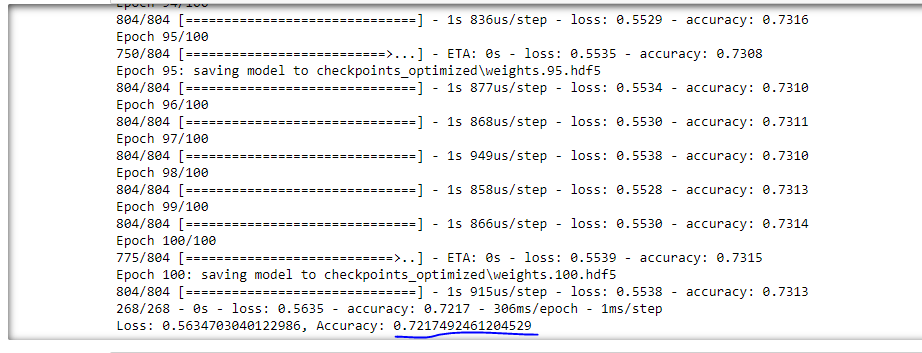 Epoch 94/100
804/804 [==============================] - 1s 836us/step - loss: 0.5529 - accuracy: 0.7316
Epoch 95/100
750/804 [==========================>...] - ETA: 0s - loss: 0.5535 - accuracy: 0.7308
Epoch 95: saving model to checkpoints_optimized\weights.95.hdf5
804/804 [==============================] - 1s 877us/step - loss: 0.5534 - accuracy: 0.7310
Epoch 96/100
804/804 [==============================] - 1s 868us/step - loss: 0.5530 - accuracy: 0.7311
Epoch 97/100
804/804 [==============================] - 1s 949us/step - loss: 0.5538 - accuracy: 0.7310
Epoch 98/100
804/804 [==============================] - 1s 858us/step - loss: 0.5528 - accuracy: 0.7313
Epoch 99/100
804/804 [==============================] - 1s 866us/step - loss: 0.5530 - accuracy: 0.7314
Epoch 100/100
775/804 [===========================>..] - ETA: 0s - loss: 0.5539 - accuracy: 0.7315
Epoch 100: saving model to checkpoints_optimized\weights.100.hdf5
804/804 [==============================] - 1s 915us/step - loss: 0.5538 - accuracy: 0.7313
268/268 - 0s - loss: 0.5635 - accuracy: 0.7217 - 306ms/epoch - 1ms/step
Loss: 0.5634703040122986, Accuracy: 0.7217492461204529